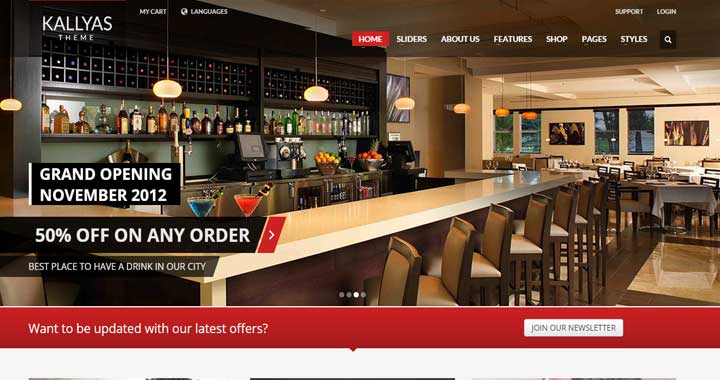 MY CART
LANGUAGES
SUPPORT
LOGIN
KALLYAS
THEME
HOME
SLIDERS
ABOUT US
FEATURES
SHOP
PAGES
STYLES
GRAND OPENING
NOVEMBER 2012
50% OFF ON ANY ORDER
BEST PLACE TO HAVE A DRINK IN OUR CITY
Want to be updated with our latest offers?
JOIN OUR NEWSLETTER